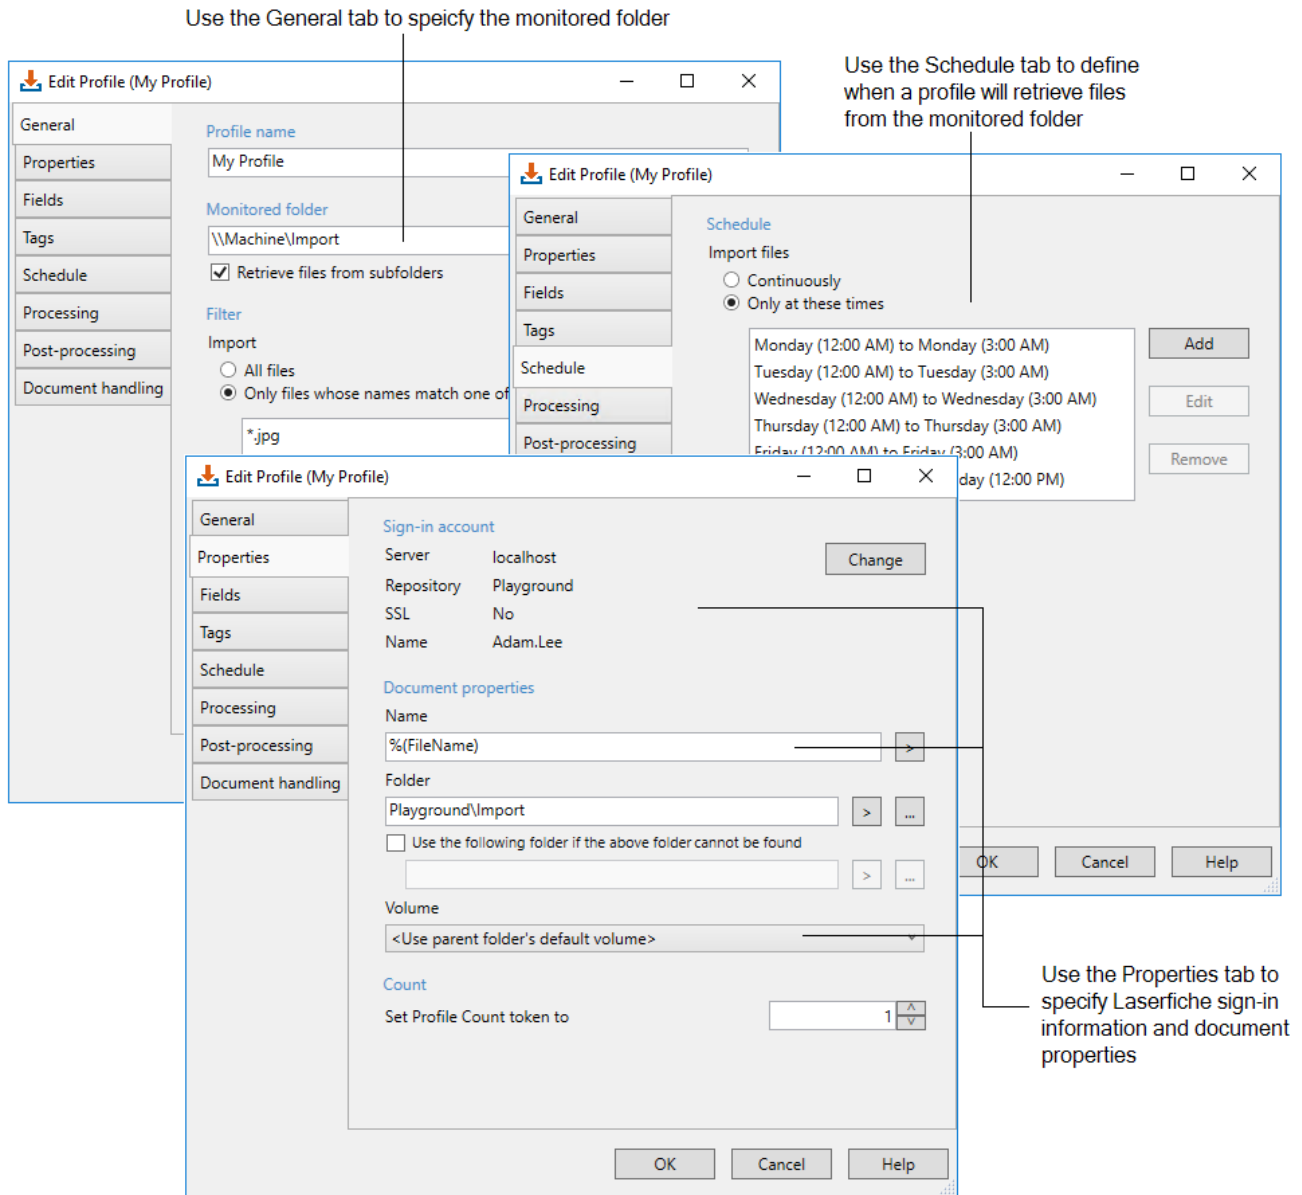 Use the General tab to speicfy the monitored folder
Edit Profile (My Profile)
General
Properties
Fields
Tags
Schedule
Processing
Post-processing
Document handling
Profile name
My Profile
Monitored folder
\\Machine\Import
Retrieve files from subfolders
Filter
Import
All files
Only files whose names match one of
*.jpg
Use the Schedule tab to define
when a profile will retrieve files
from the monitored folder
Edit Profile (My Profile)
General
Properties
Fields
Tags
Schedule
Processing
Post-processing
Schedule
Import files
Continuously
Only at these times
Monday (12:00 AM) to Monday (3:00 AM)
Tuesday (12:00 AM) to Tuesday (3:00 AM)
Wednesday (12:00 AM) to Wednesday (3:00 AM)
Thursday (12:00 AM) to Thursday (3:00 AM)
Friday (12:00 AM) to Friday (3:00 AM)
day (12:00 PM)
Add
Edit
Remove
OK
Cancel
Help
Edit Profile (My Profile)
General
Properties
Fields
Tags
Schedule
Processing
Post-processing
Document handling
Sign-in account
Server localhost
Change
Repository Playground
SSL No
Name Adam.Lee
Document properties
Name
%(FileName)
>
Folder
Playground\Import
> ...
Use the following folder if the above folder cannot be found
> ...
Volume
<Use parent folder's default volume>
Count
Set Profile Count token to 1
OK
Cancel
Help
Use the Properties tab to
specify Laserfiche sign-in
information and document
properties